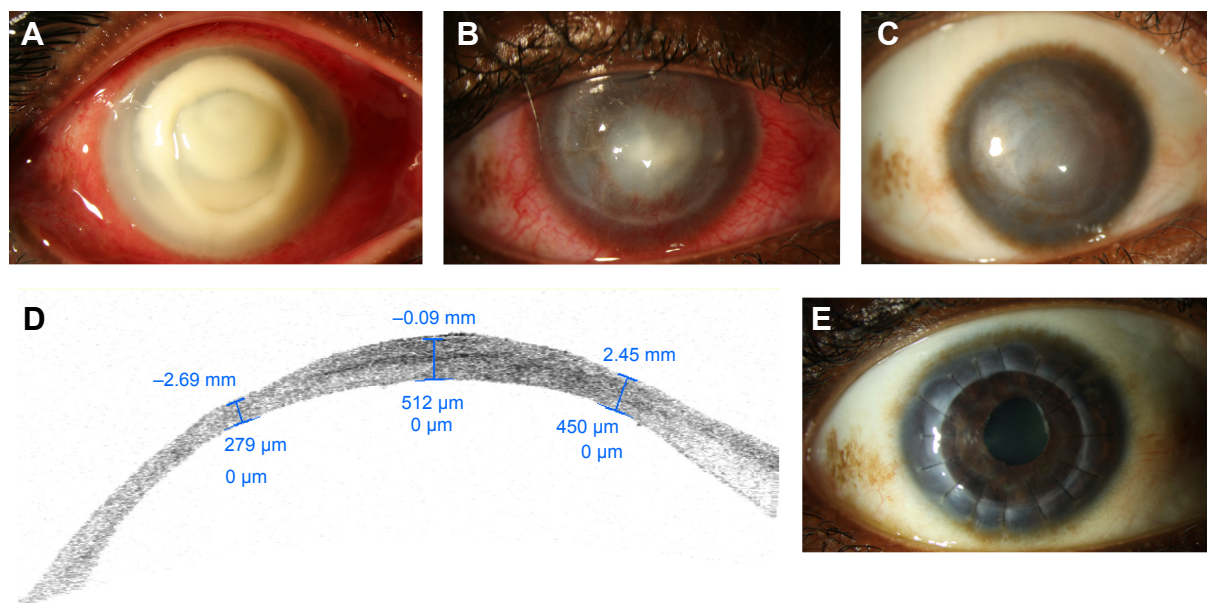 A
B
C
D
–0.09 mm
2.45 mm
–2.69 mm
512 µm
0 µm
450 µm
0 µm
279 µm
0 µm
E